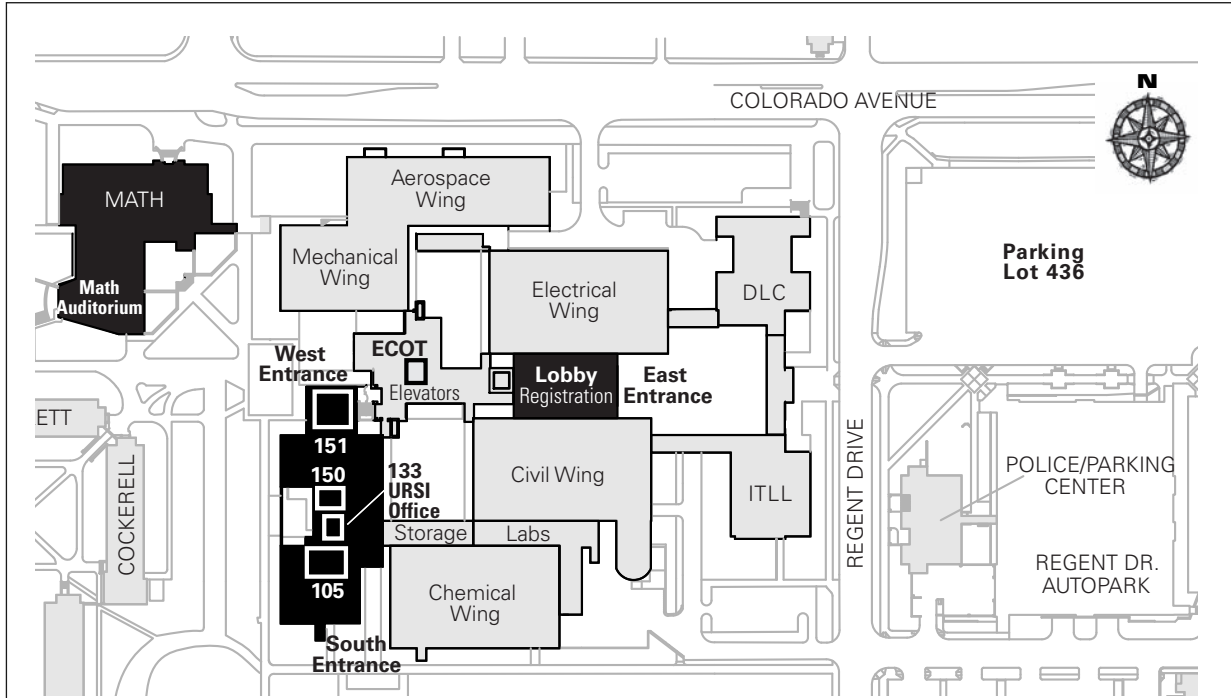 N
COLORADO AVENUE
MATH
Aerospace
Wing
Mechanical
Wing
Math
Auditorium
Electrical
Wing
DLC
Parking
Lot 436
West
Entrance
ECOT
Elevators
Lobby
Registration
East
Entrance
ETT
COCKERELL
151
150
133
URSI
Office
Civil Wing
ITLL
REGENT DRIVE
POLICE/PARKING
CENTER
Storage
Labs
105
Chemical
Wing
REGENT DR.
AUTOPARK
South
Entrance